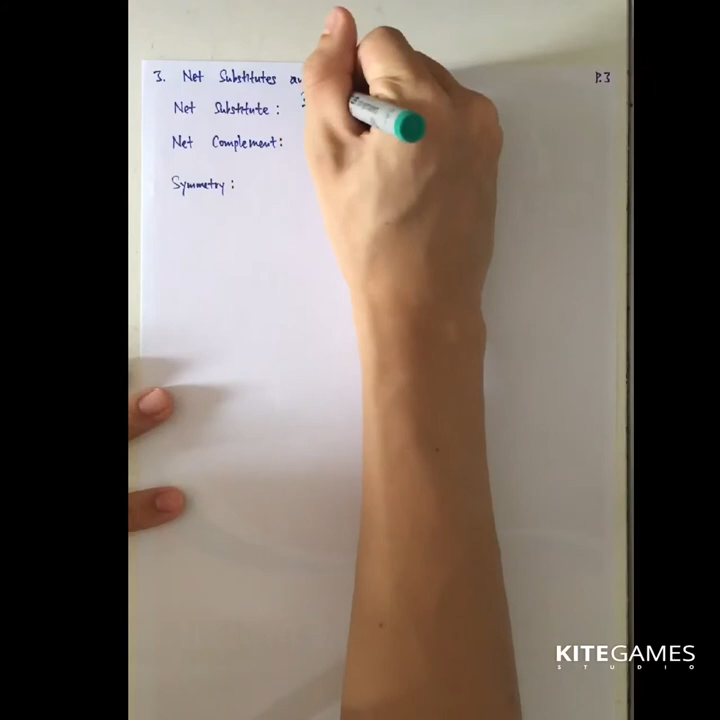 3. Net Substitutes
P.3
Net Substitute :
Net Complement:
Symmetry :
KITEGAMES
STUDIO